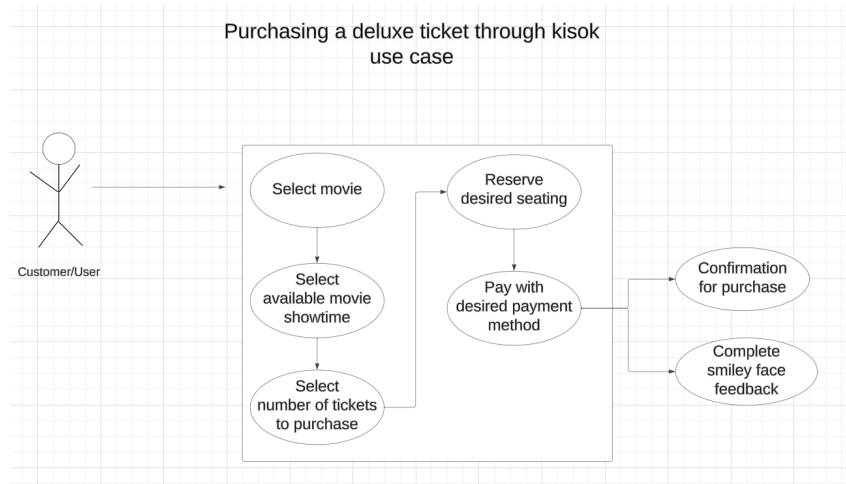 Purchasing a deluxe ticket through kisok
use case
Customer/User
Select movie
Select
available movie
showtime
Select
number of tickets
to purchase
Reserve
desired seating
Pay with
desired payment
method
Confirmation
for purchase
Complete
smiley face
feedback